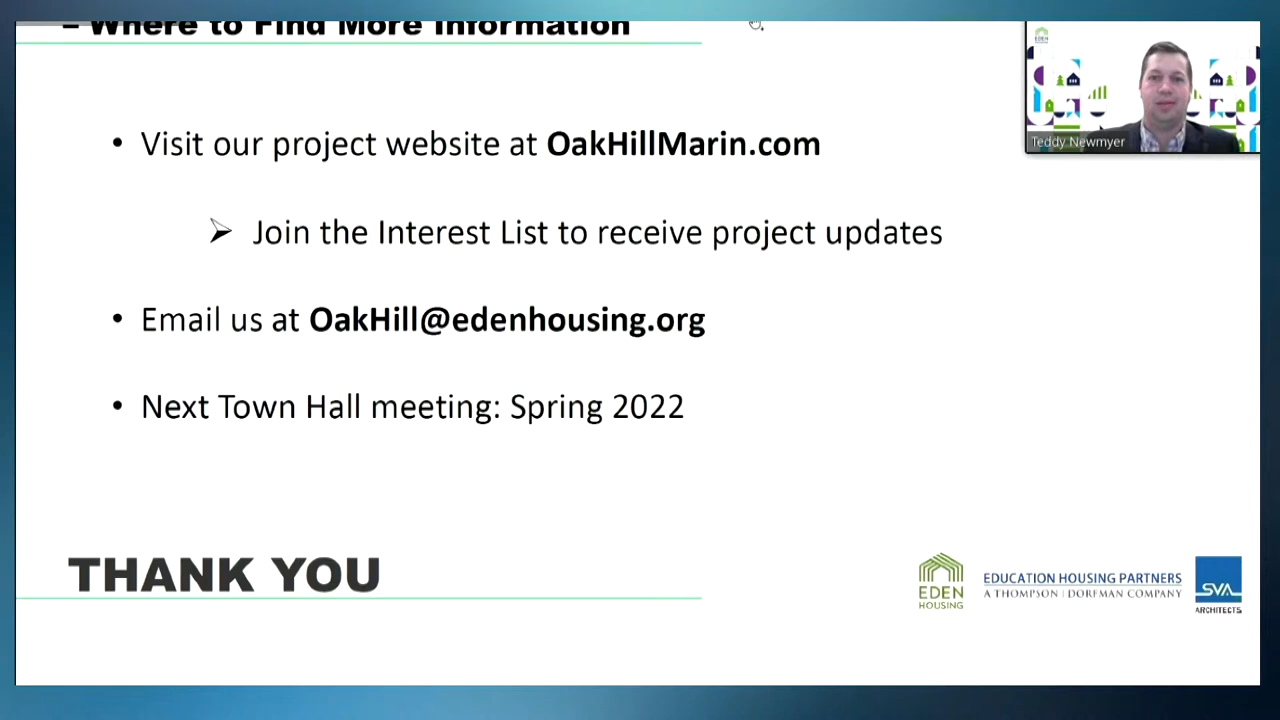 – Where to Find More Information
EDEN
Teddy Newmyer
• Visit our project website at OakHillMarin.com
➢ Join the Interest List to receive project updates
• Email us at OakHill@edenhousing.org
• Next Town Hall meeting: Spring 2022
THANK YOU
EDEN
HOUSING
EDUCATION HOUSING PARTNERS
A THOMPSON | DORFMAN COMPANY
SVA
ARCHITECTS